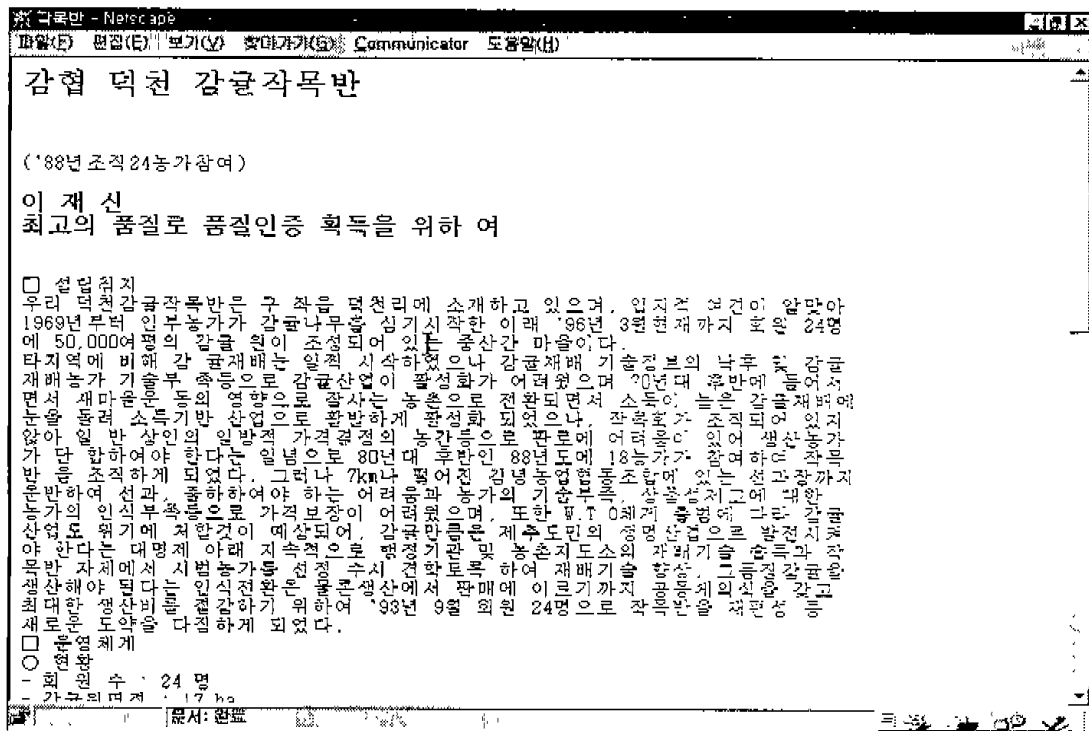 작목반 - Netscape
파일(F) 편집(E) 보기(V) 찾아가기(G) Communicator 도움말(H)
감협 덕천 감귤작목반
('88년조직24농가참여)
이 재 신
최고의 품질로 품질인증 획득을 위하 여
□ 설립취지
우리 덕천감귤작목반은 구 좌읍 덕천리에 소재하고 있으며, 입지적 여건이 알맞아
1969년부터 일부농가가 감귤나무를 심기시작한 이래 '96년 3월현재까지 회원 24명
에 50,000여평의 감귤 원이 조성되어 있는 중산간 마을이다.
타지역에 비해 감 귤재배는 일찍 시작하였으나 감귤재배 기술정보의 낙후 및 감귤
재배농가 기술부 족등으로 감귤산업이 활성화가 어려웠으며 70년대 후반에 들어서
면서 새마을운 동의 영향으로 잘사는 농촌으로 전환되면서 소득이 높은 감귤재배에
눈을 돌려 소득기반 산업으로 활발하게 활성화 되었으나, 작목회가 조직되어 있지
않아 일 반 상인의 일방적 가격결정의 농간등으로 판로에 어려움이 있어 생산농가
가 단 합하여야 한다는 일념으로 80년대 후반인 88년도에 18농가가 참여하여 작목
반 을 조직하게 되었다. 그러나 7km나 떨어진 김녕농업협동조합에 있는 선과장까지
운반하여 선과, 출하하여야 하는 어려움과 농가의 기술부족, 상품성제고에 대한
농가의 인식부족등으로 가격보장이 어려웠으며, 또한 W.T O체계 출범에 따라 감귤
산업도 위기에 처할것이 예상되어, 감귤만큼은 제주도민의 생명산업으로 발전시켜
야 한다는 대명제 아래 지속적으로 행정기관 및 농촌지도소의 재배기술 습득과 작
목반 자체에서 시범농가를 선정 수시 견학토록 하여 재배기술 향상, 고품질감귤을
생산해야 된다는 인식전환은 물론생산에서 판매에 이르기까지 공동체의식을 갖고
최대한 생산비를 절감하기 위하여 '93년 9월 회원 24명으로 작목반을 재편성 등
새로운 도약을 다짐하게 되었다.
□ 운영체계
○ 현황
- 회 원 수 : 24 명
- 감귤원면적 : 17 ha
문서: 완료